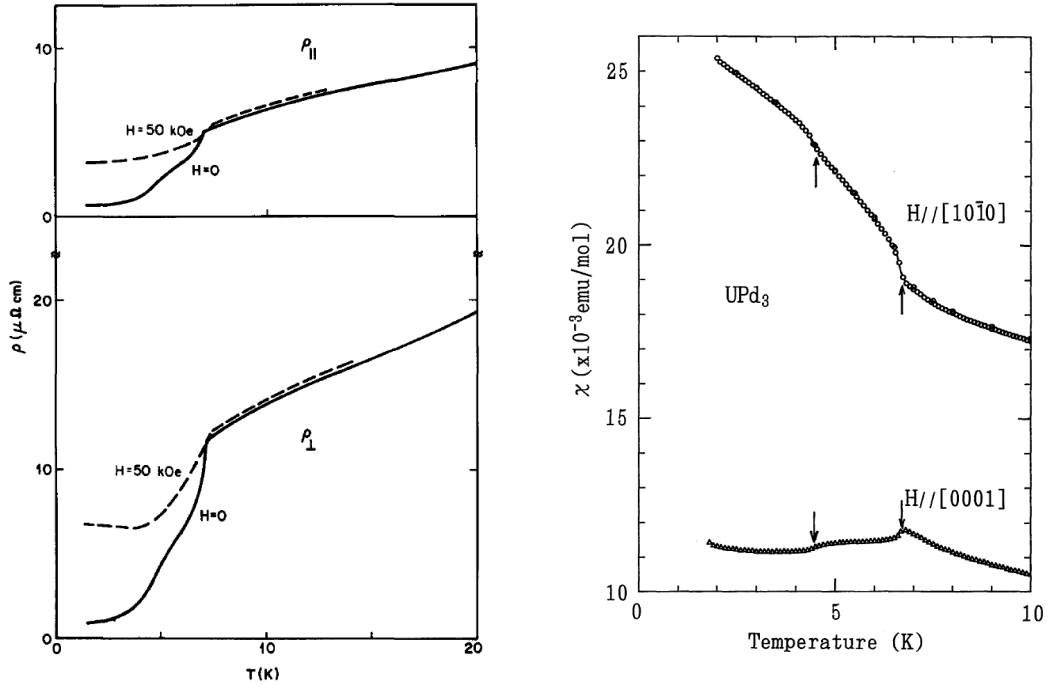 10
ρ∥
H=50 kOe
H=0
0
20
ρ (μΩ cm)
ρ⊥
10
H=50 kOe
H=0
0
0
10
20
T(K)
25
H//[101̄0]
20
UPd₃
χ (x10⁻³emu/mol)
15
H//[0001]
10
0
5
10
Temperature (K)